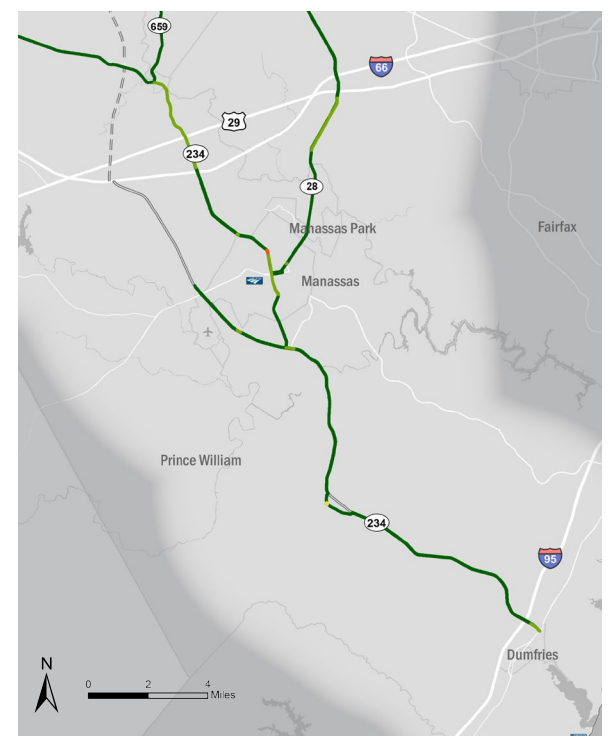 659
66
29
234
28
Manassas Park
Fairfax
Manassas
Prince William
234
95
Dumfries
N
0 2 4
Miles